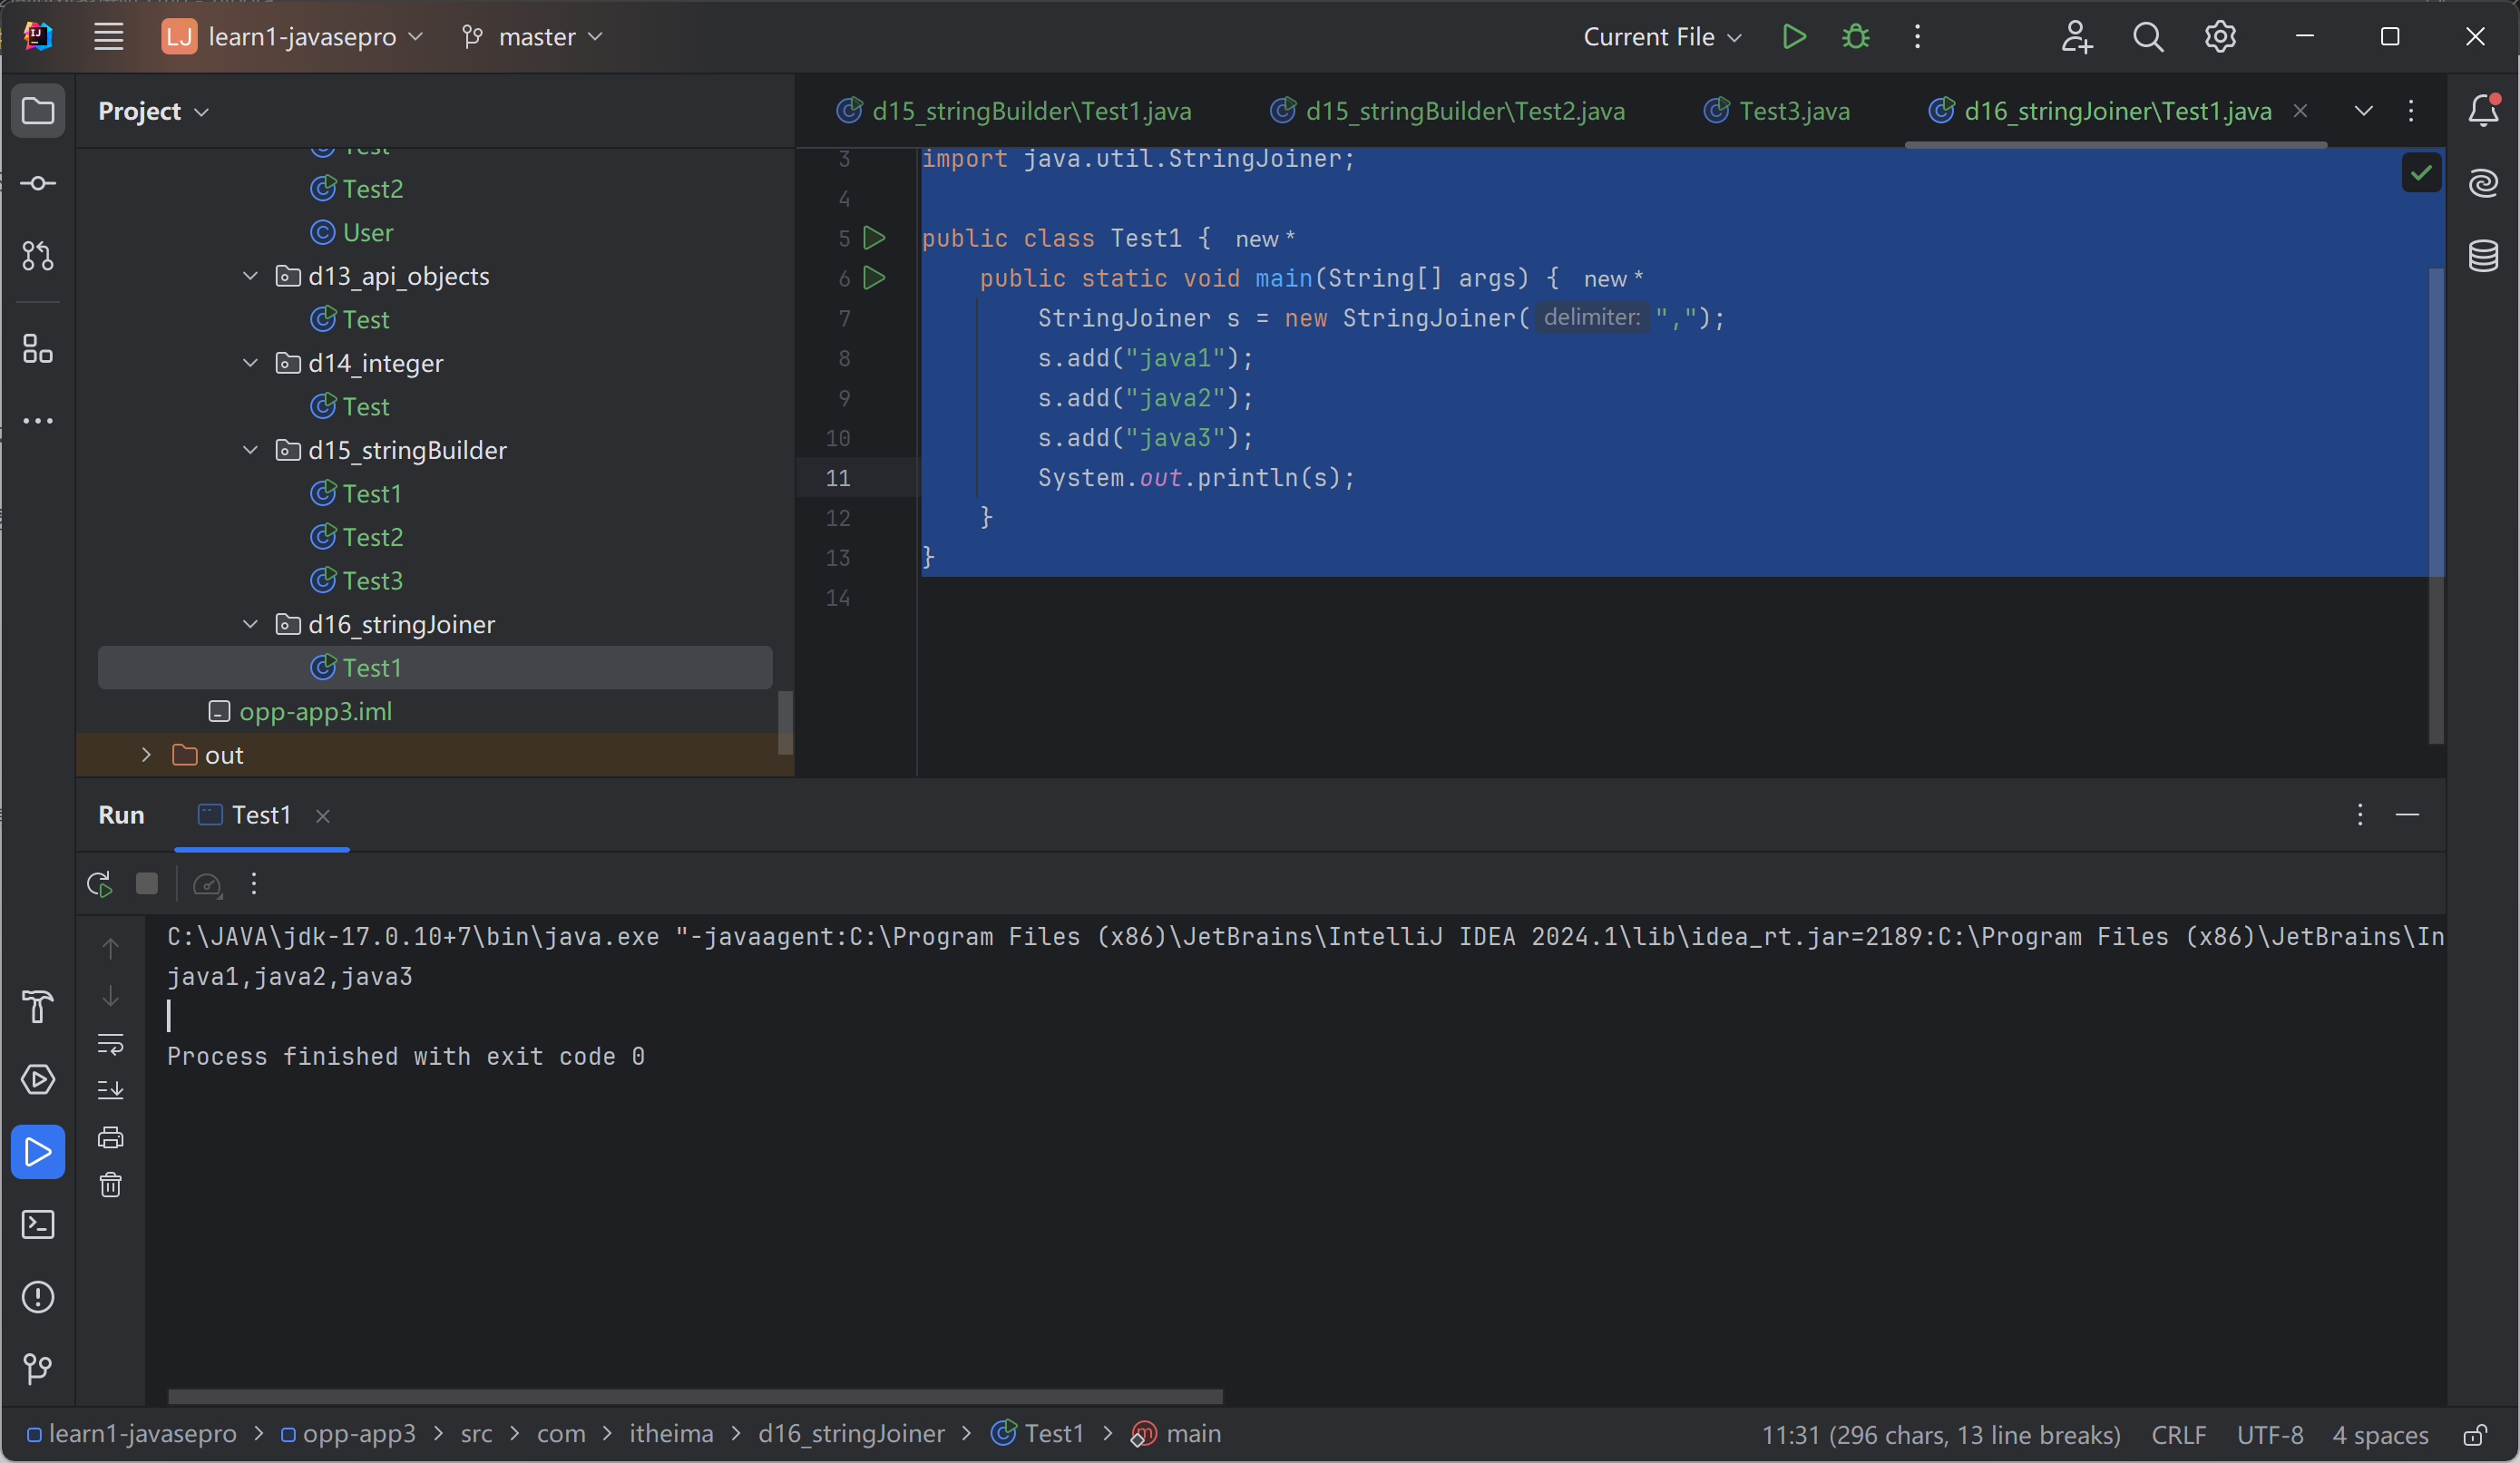 LJ learn1-javasepro master Current File
Project
d15_stringBuilder\Test1.java d15_stringBuilder\Test2.java Test3.java d16_stringJoiner\Test1.java
Test
Test2
User
d13_api_objects
Test
d14_integer
Test
d15_stringBuilder
Test1
Test2
Test3
d16_stringJoiner
Test1
opp-app3.iml
out
3 import java.util.StringJoiner;
4
5 public class Test1 { new *
6 public static void main(String[] args) { new *
7 StringJoiner s = new StringJoiner( delimiter: ",");
8 s.add("java1");
9 s.add("java2");
10 s.add("java3");
11 System.out.println(s);
12 }
13 }
14
Run Test1
C:\JAVA\jdk-17.0.10+7\bin\java.exe "-javaagent:C:\Program Files (x86)\JetBrains\IntelliJ IDEA 2024.1\lib\idea_rt.jar=2189:C:\Program Files (x86)\JetBrains\In
java1,java2,java3
Process finished with exit code 0
learn1-javasepro > opp-app3 > src > com > itheima > d16_stringJoiner > Test1 > main 11:31 (296 chars, 13 line breaks) CRLF UTF-8 4 spaces